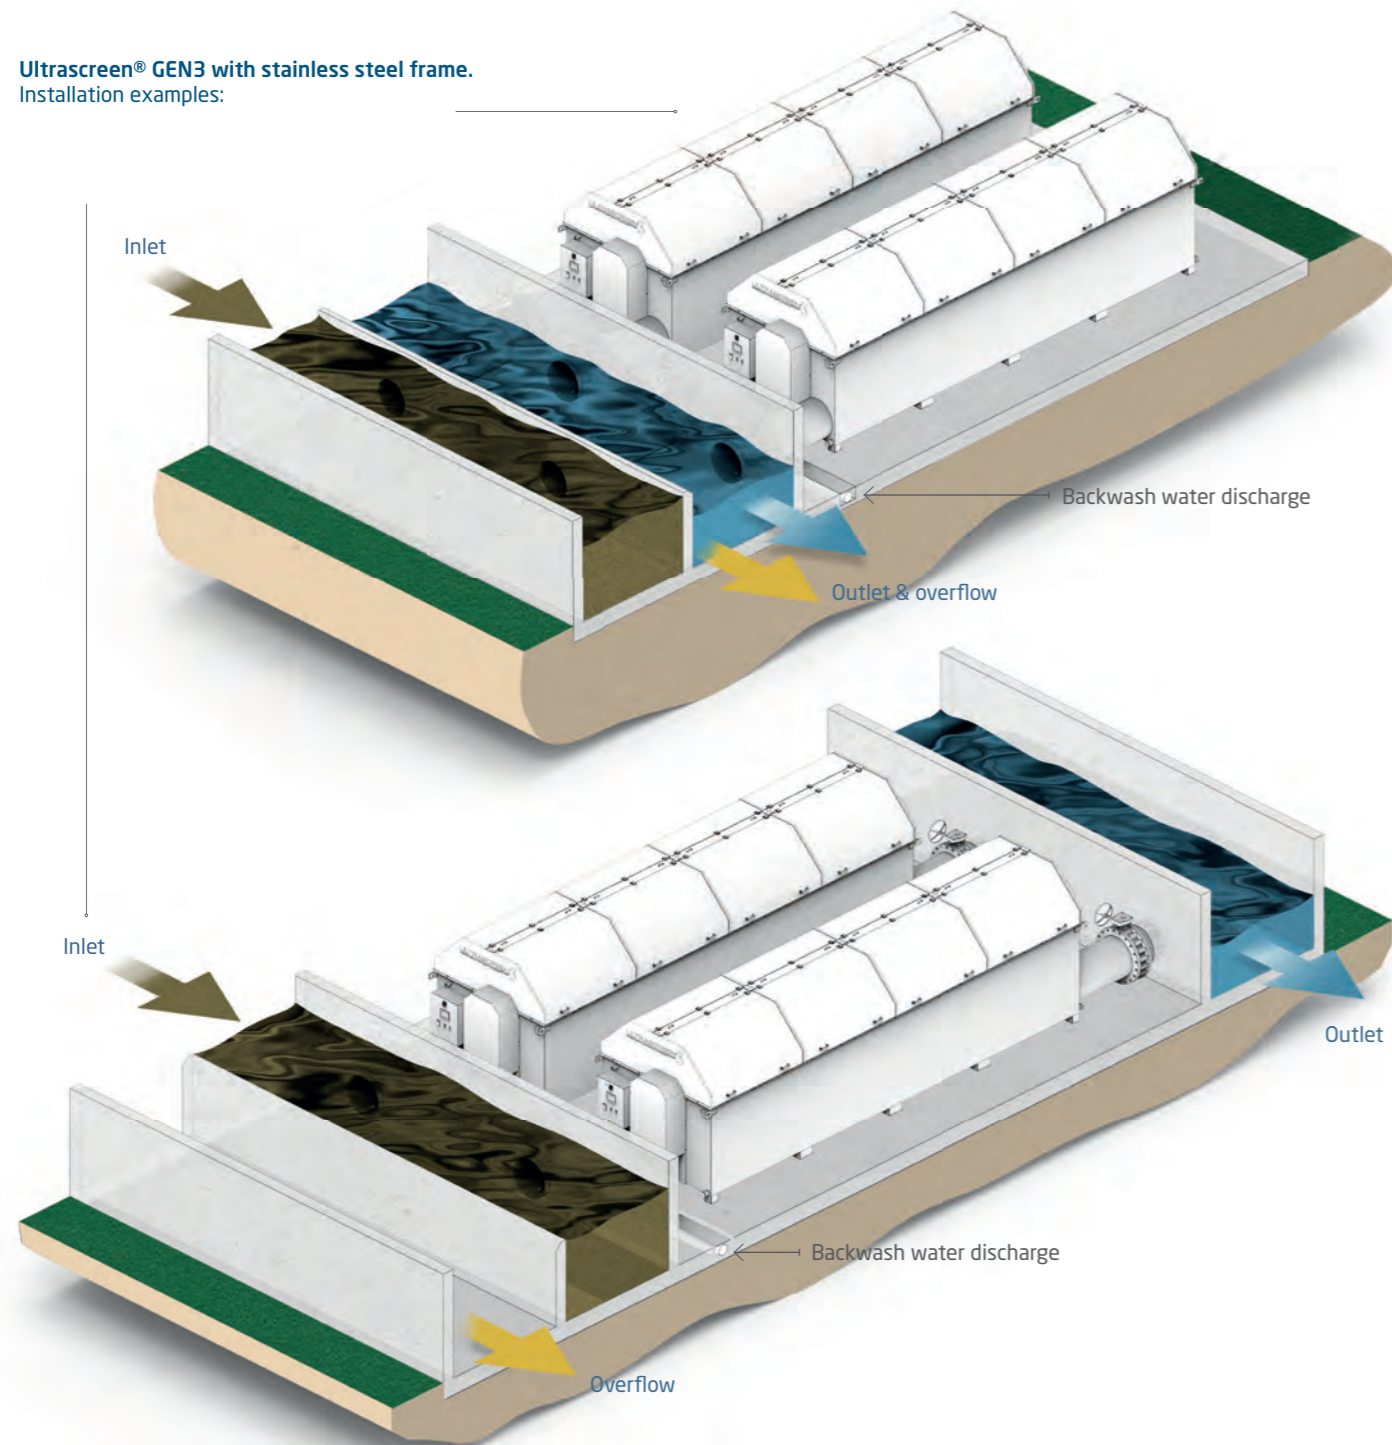 Ultrascreen® GEN3 with stainless steel frame.
Installation examples:
Inlet
Backwash water discharge
Outlet & overflow
Inlet
Outlet
Backwash water discharge
Overflow